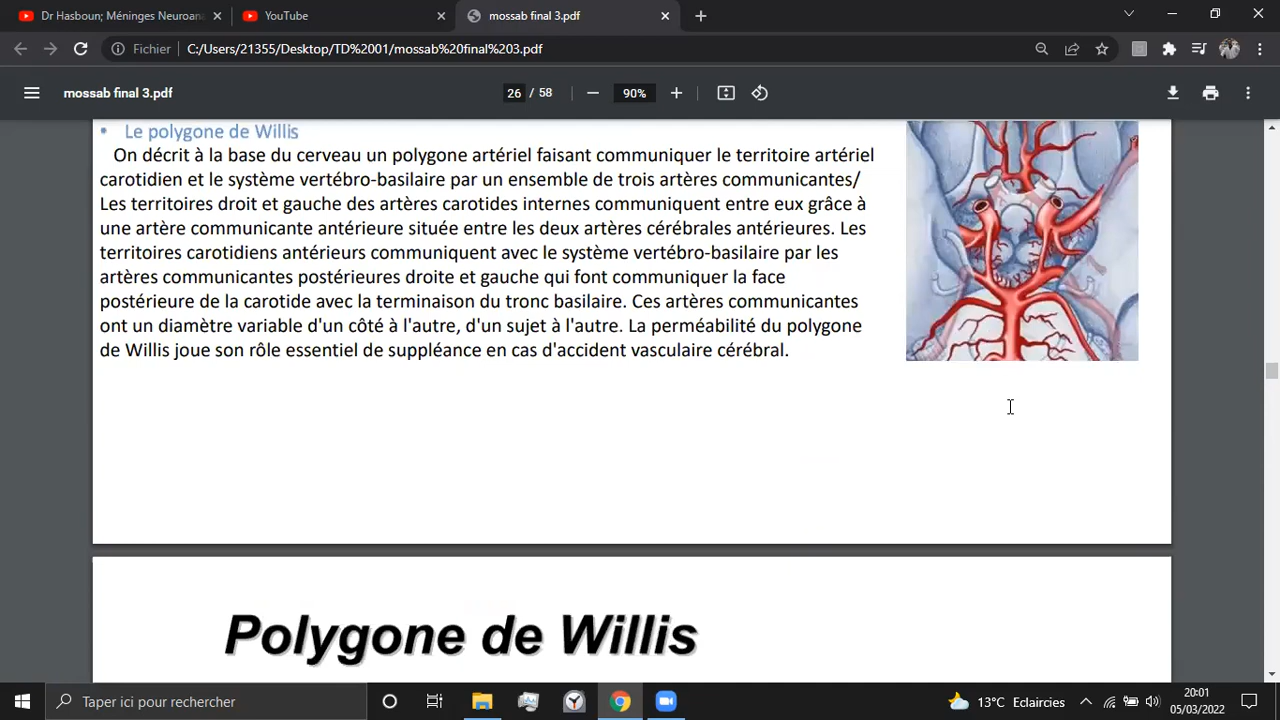 Dr Hasboun; Méninges Neuroana
YouTube
mossab final 3.pdf
Fichier
C:/Users/21355/Desktop/TD%2001/mossab%20final%203.pdf
mossab final 3.pdf
26 / 58
90%
• Le polygone de Willis
On décrit à la base du cerveau un polygone artériel faisant communiquer le territoire artériel
carotidien et le système vertébro-basilaire par un ensemble de trois artères communicantes/
Les territoires droit et gauche des artères carotides internes communiquent entre eux grâce à
une artère communicante antérieure située entre les deux artères cérébrales antérieures. Les
territoires carotidiens antérieurs communiquent avec le système vertébro-basilaire par les
artères communicantes postérieures droite et gauche qui font communiquer la face
postérieure de la carotide avec la terminaison du tronc basilaire. Ces artères communicantes
ont un diamètre variable d'un côté à l'autre, d'un sujet à l'autre. La perméabilité du polygone
de Willis joue son rôle essentiel de suppléance en cas d'accident vasculaire cérébral.
Polygone de Willis
Taper ici pour rechercher
13°C Eclaircies
20:01
05/03/2022